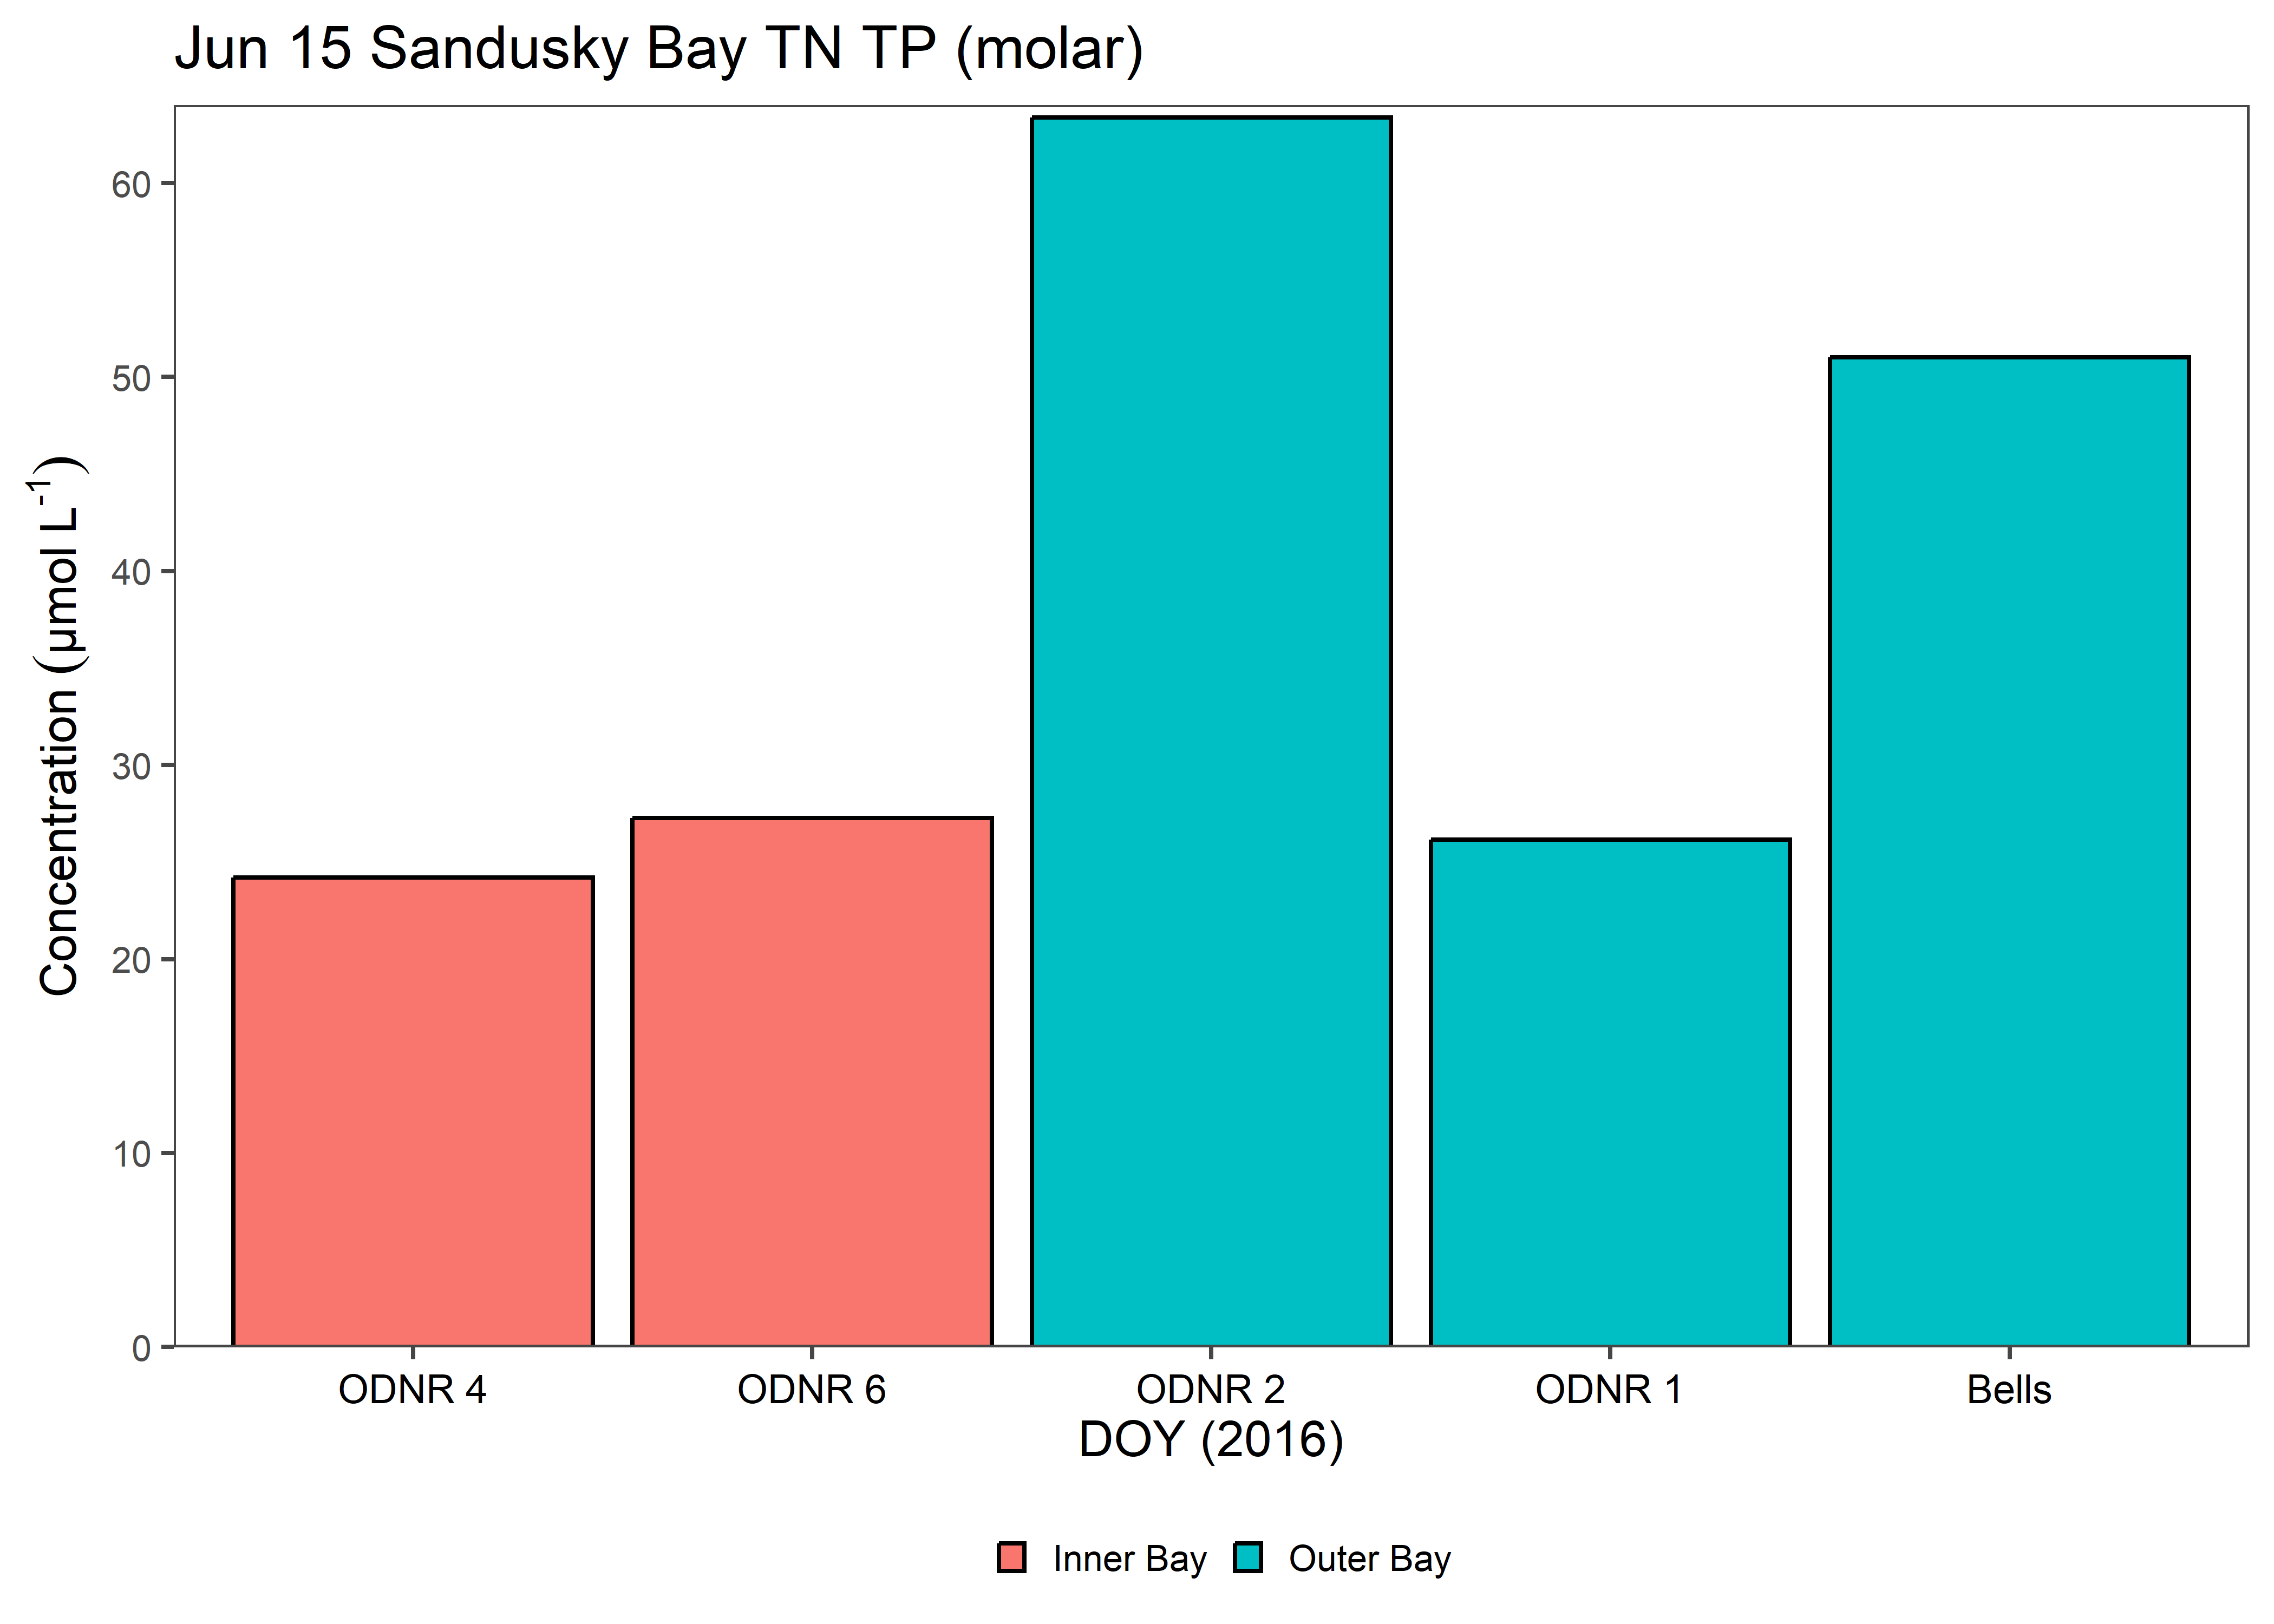 Jun 15 Sandusky Bay TN TP (molar)
Concentration (µmol L⁻¹)
60
50
40
30
20
10
0
ODNR 4 ODNR 6 ODNR 2 ODNR 1 Bells
DOY (2016)
Inner Bay Outer Bay